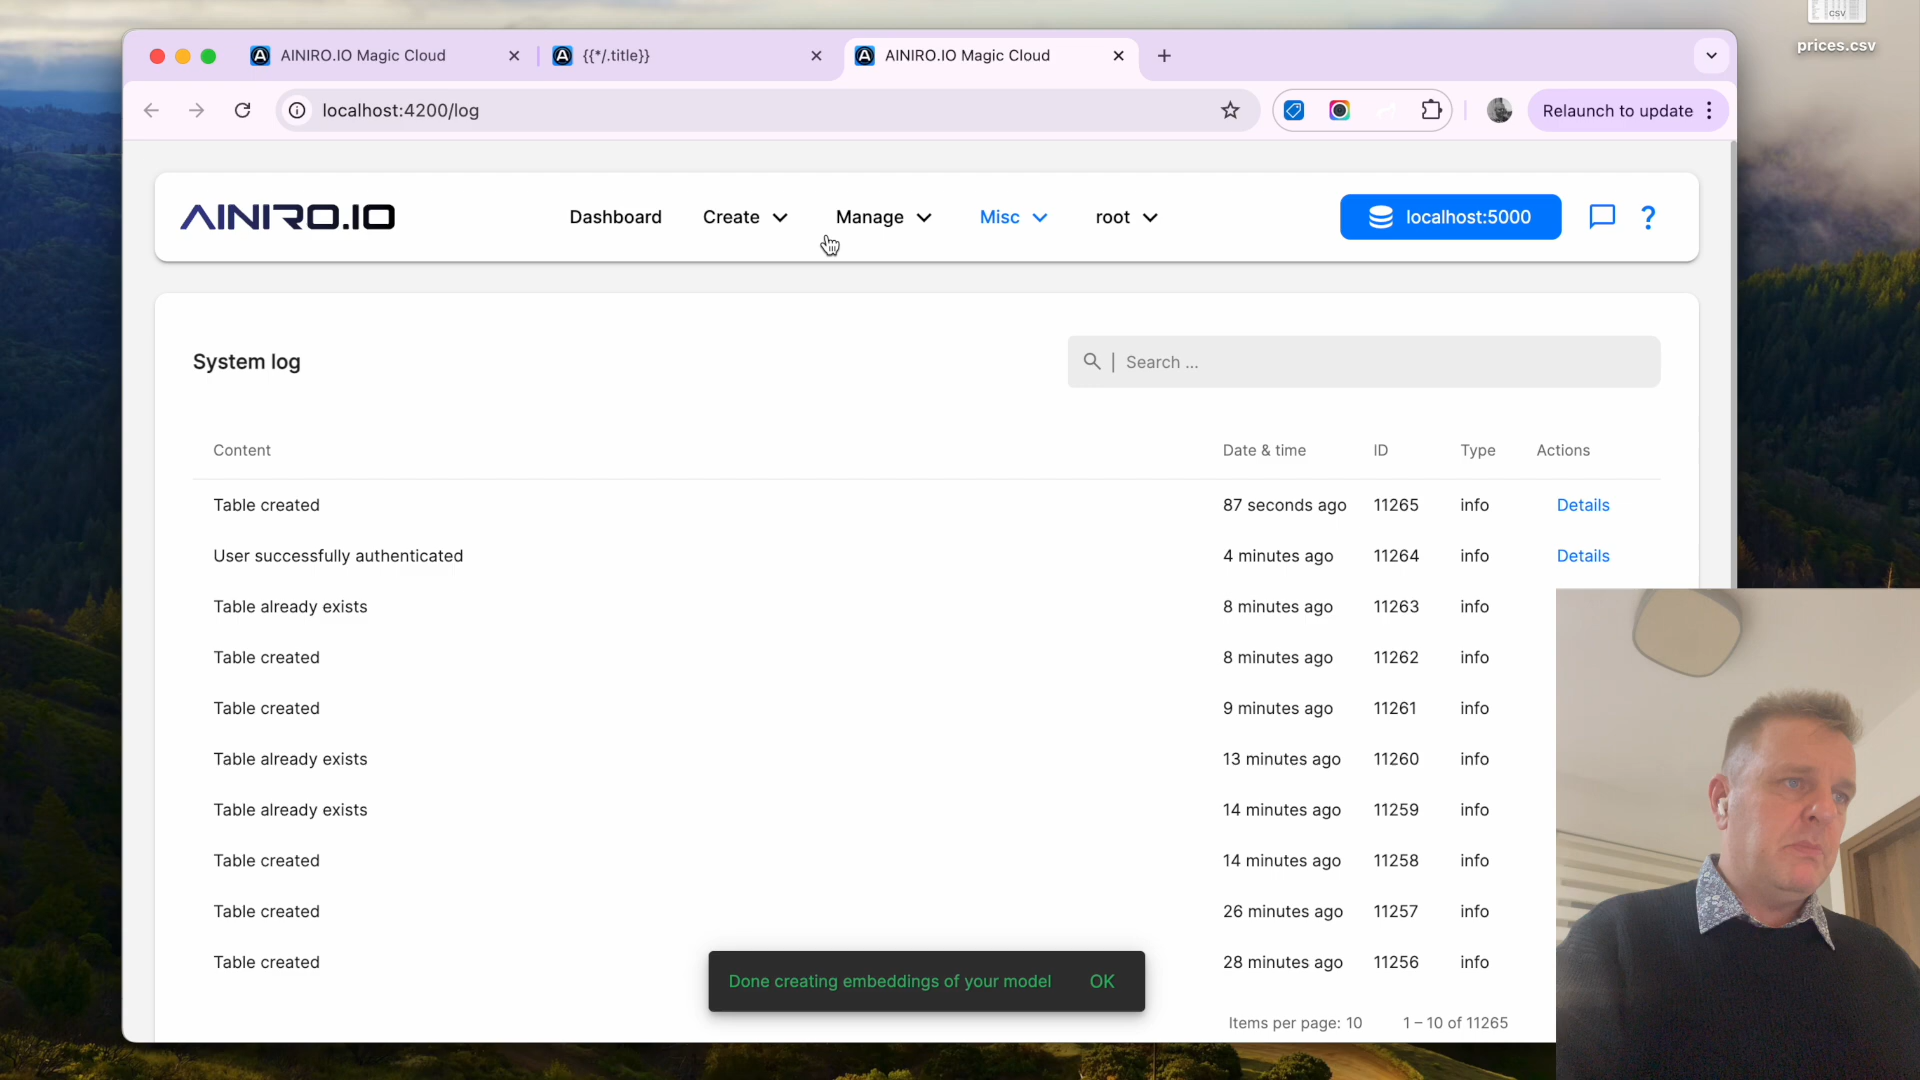 CSV
prices.csv
AINIRO.IO Magic Cloud
{{*/.title}}
AINIRO.IO Magic Cloud
localhost:4200/log
Relaunch to update
AINIRO.IO
Dashboard
Create
Manage
Misc
root
localhost:5000
?
System log
Search ...
Content Date & time ID Type Actions
Table created 87 seconds ago 11265 info Details
User successfully authenticated 4 minutes ago 11264 info Details
Table already exists 8 minutes ago 11263 info
Table created 8 minutes ago 11262 info
Table created 9 minutes ago 11261 info
Table already exists 13 minutes ago 11260 info
Table already exists 14 minutes ago 11259 info
Table created 14 minutes ago 11258 info
Table created 26 minutes ago 11257 info
Table created 28 minutes ago 11256 info
Done creating embeddings of your model OK
Items per page: 10 1 – 10 of 11265